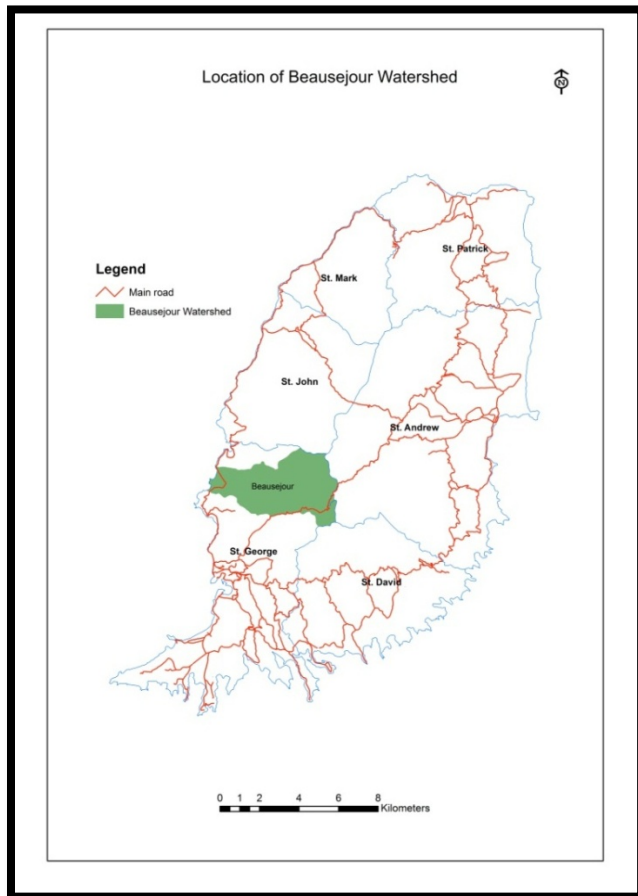 Location of Beausejour Watershed
N
St. Patrick
Legend
St. Mark
Main road
Beausejour Watershed
St. John
St. Andrew
Beausejour
St. George
St. David
0 1 2 4 6 8
Kilometers